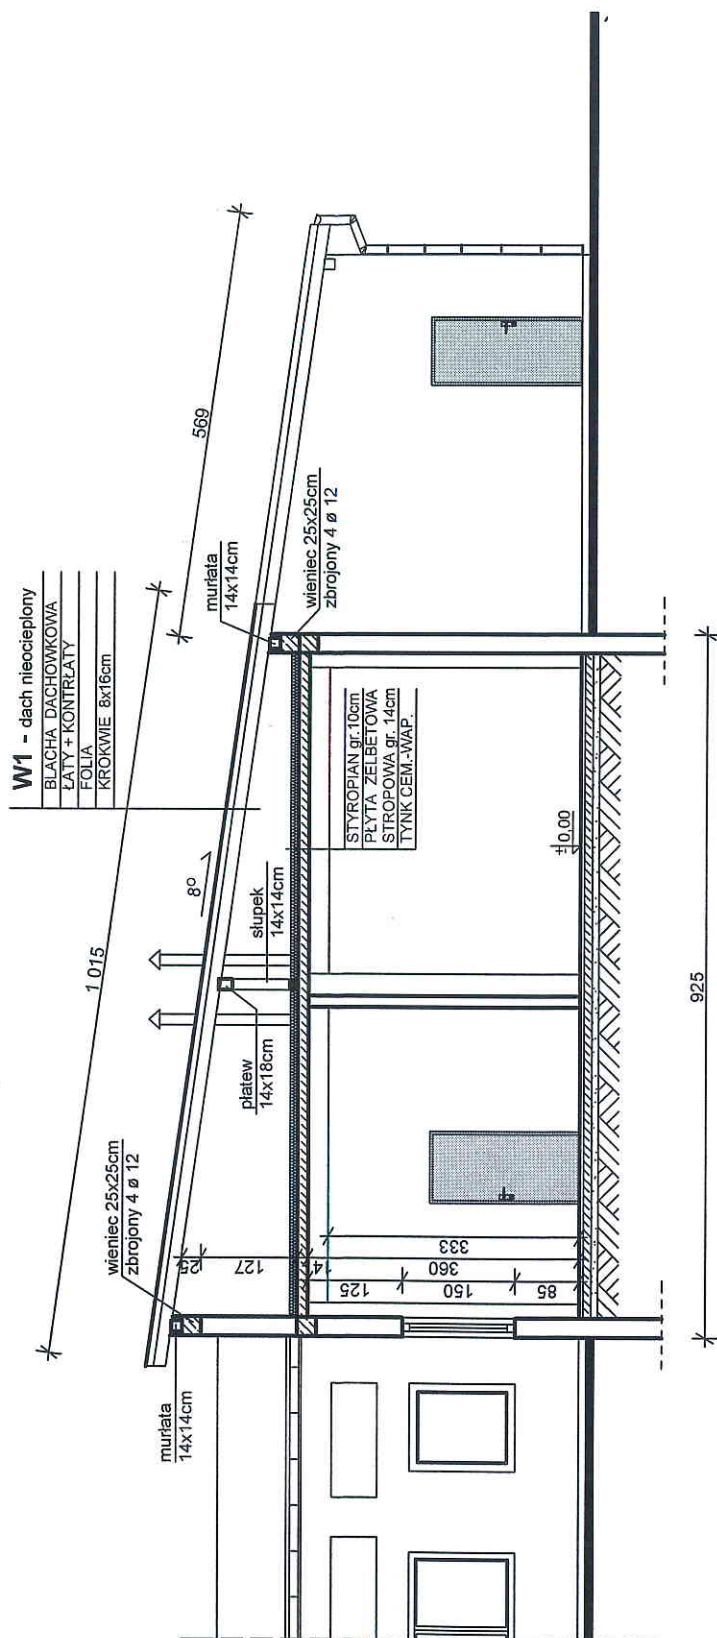 W1 - dach nieocieplony
BLACHA DACHÓWKOWA
ŁATY + KONTRŁATY
FOLIA
KROKWIE 8x16cm
1 015
569
8°
murłata
14x14cm
wieniec 25x25cm
zbrojony 4 ø 12
wieniec 25x25cm
zbrojony 4 ø 12
murłata
14x14cm
płatew
14x18cm
słupek
14x14cm
STYROPIAN gr.10cm
PŁYTA ŻELBETOWA
STROPOWA gr. 14cm
TYNK CEM.-WAP.
±0,00
25
127
14
333
360
125
150
85
925